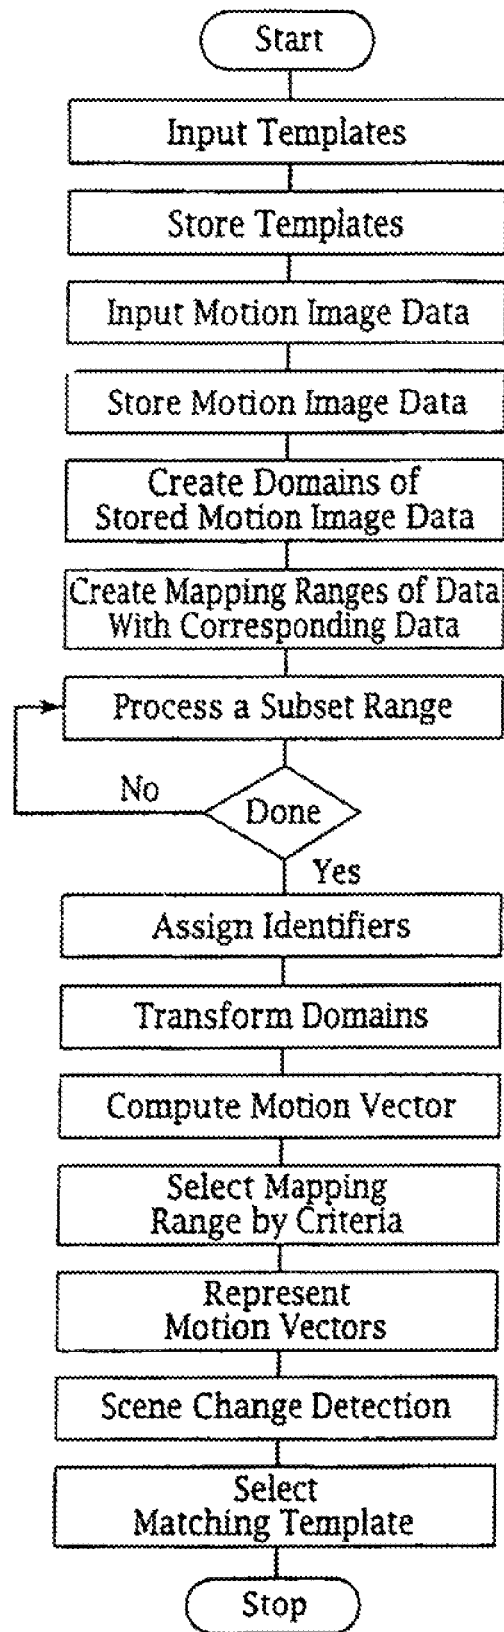 Start
Input Templates
Store Templates
Input Motion Image Data
Store Motion Image Data
Create Domains of
Stored Motion Image Data
Create Mapping Ranges of Data
With Corresponding Data
Process a Subset Range
No
Done
Yes
Assign Identifiers
Transform Domains
Compute Motion Vector
Select Mapping
Range by Criteria
Represent
Motion Vectors
Scene Change Detection
Select
Matching Template
Stop